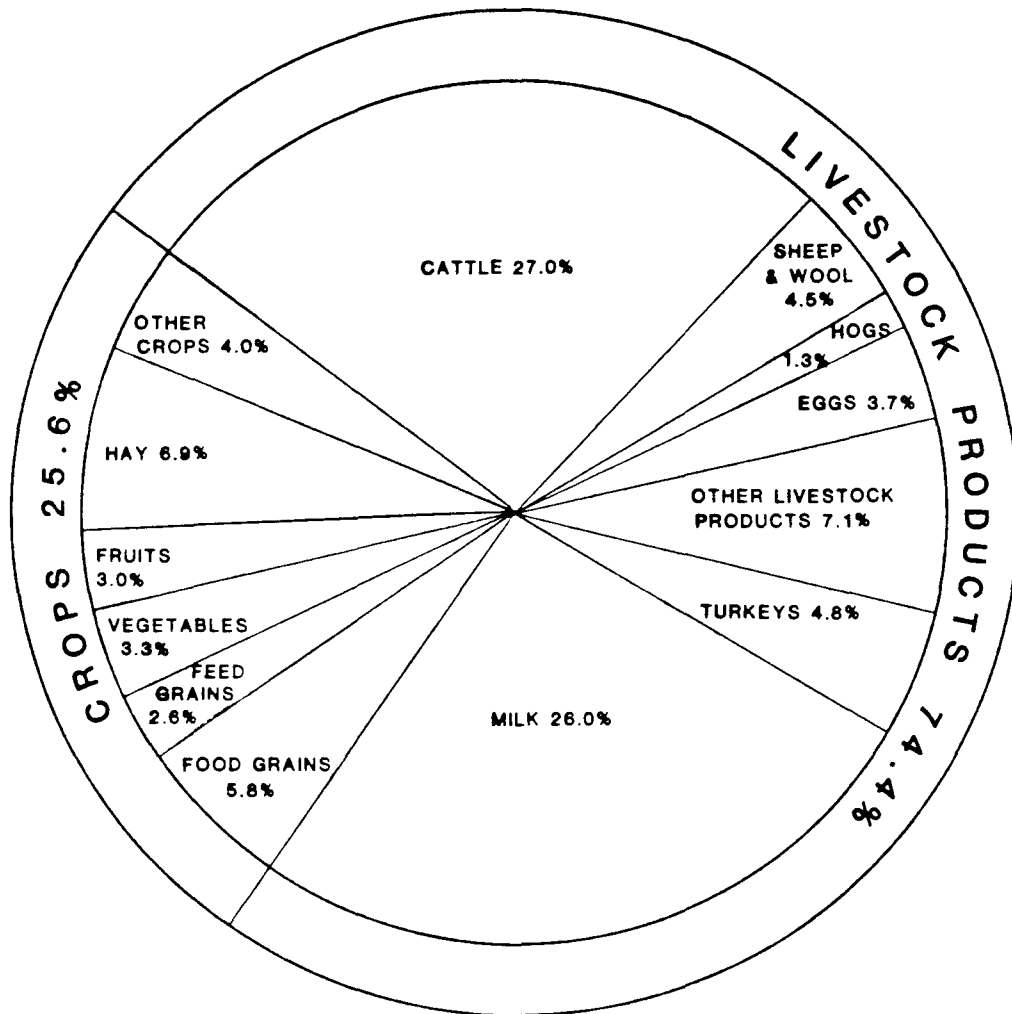 LIVESTOCK PRODUCTS 74.4%
CATTLE 27.0%
SHEEP
& WOOL
4.5%
HOGS
1.3%
EGGS 3.7%
OTHER LIVESTOCK
PRODUCTS 7.1%
TURKEYS 4.8%
MILK 26.0%
CROPS 25.6%
OTHER
CROPS 4.0%
HAY 6.9%
FRUITS
3.0%
VEGETABLES
3.3%
FEED
GRAINS
2.6%
FOOD GRAINS
5.8%